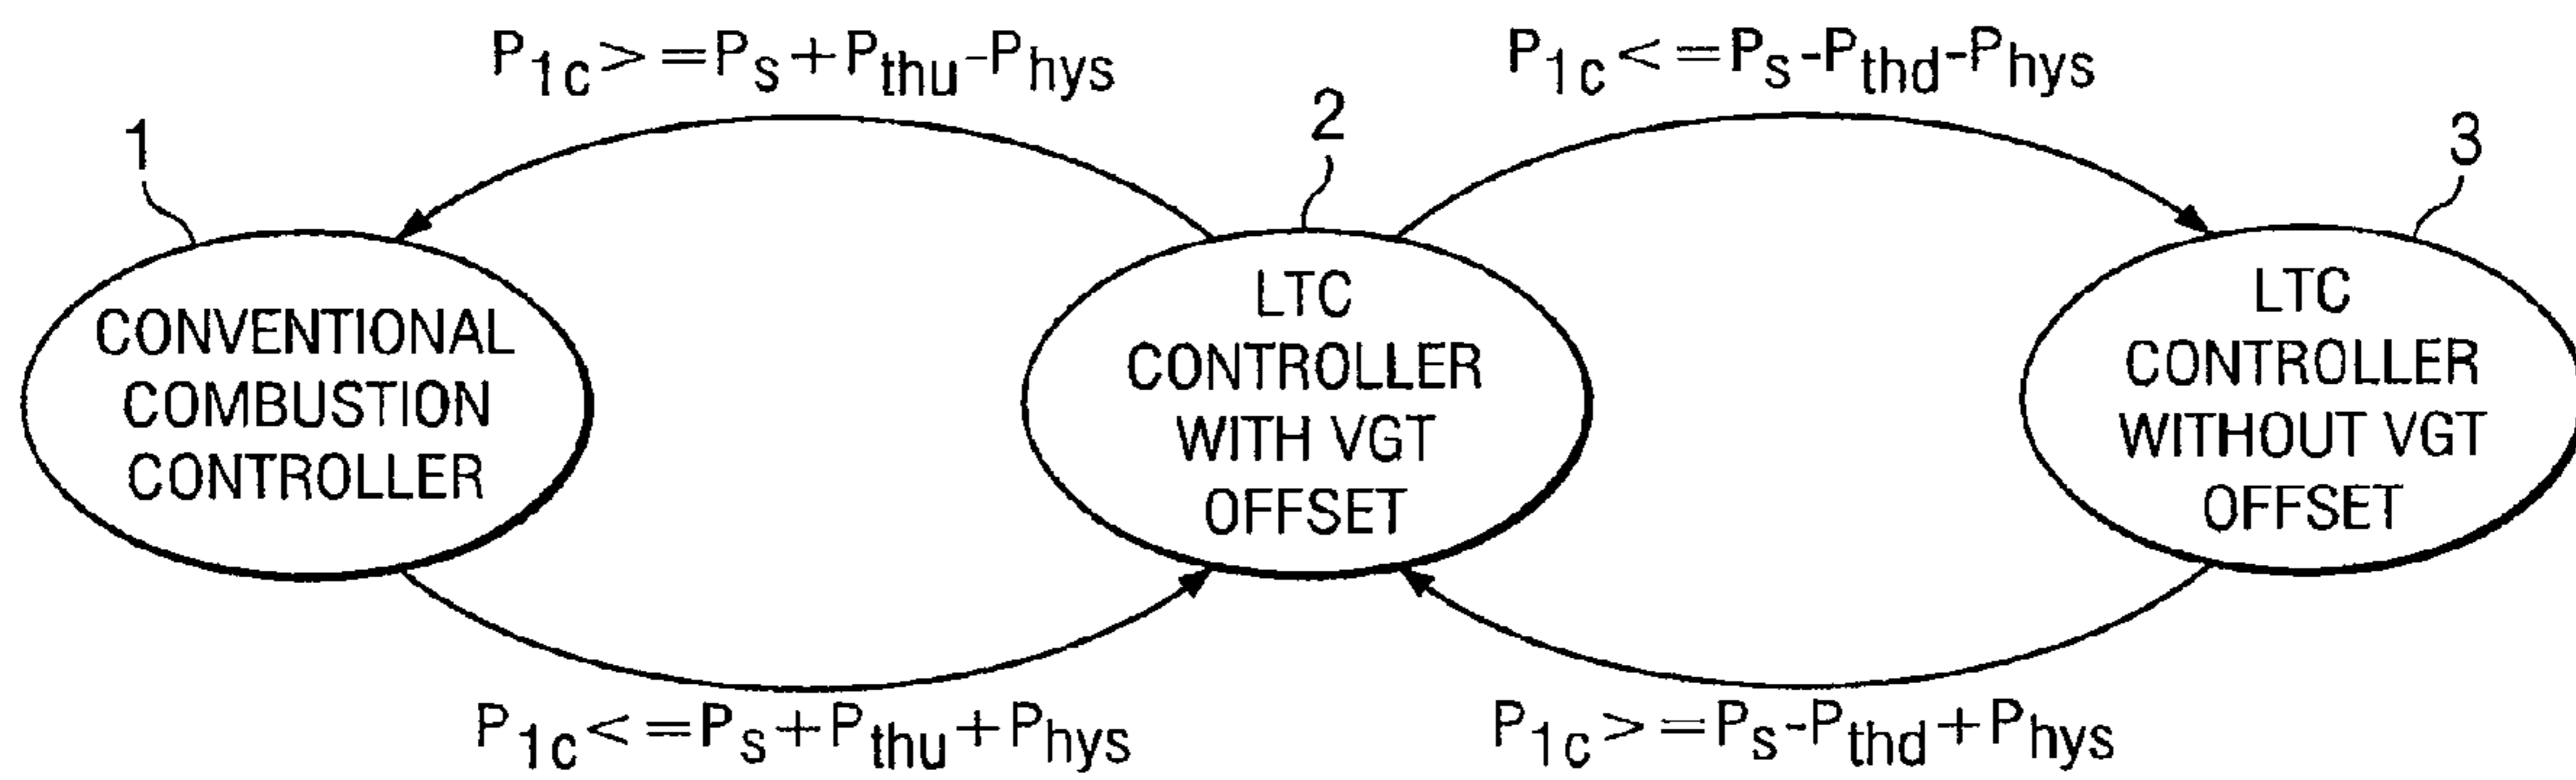 P1c>=Ps+Pthu-Phys
P1c<=Ps-Pthd-Phys
1
2
3
CONVENTIONAL
COMBUSTION
CONTROLLER
LTC
CONTROLLER
WITH VGT
OFFSET
LTC
CONTROLLER
WITHOUT VGT
OFFSET
P1c<=Ps+Pthu+Phys
P1c>=Ps-Pthd+Phys